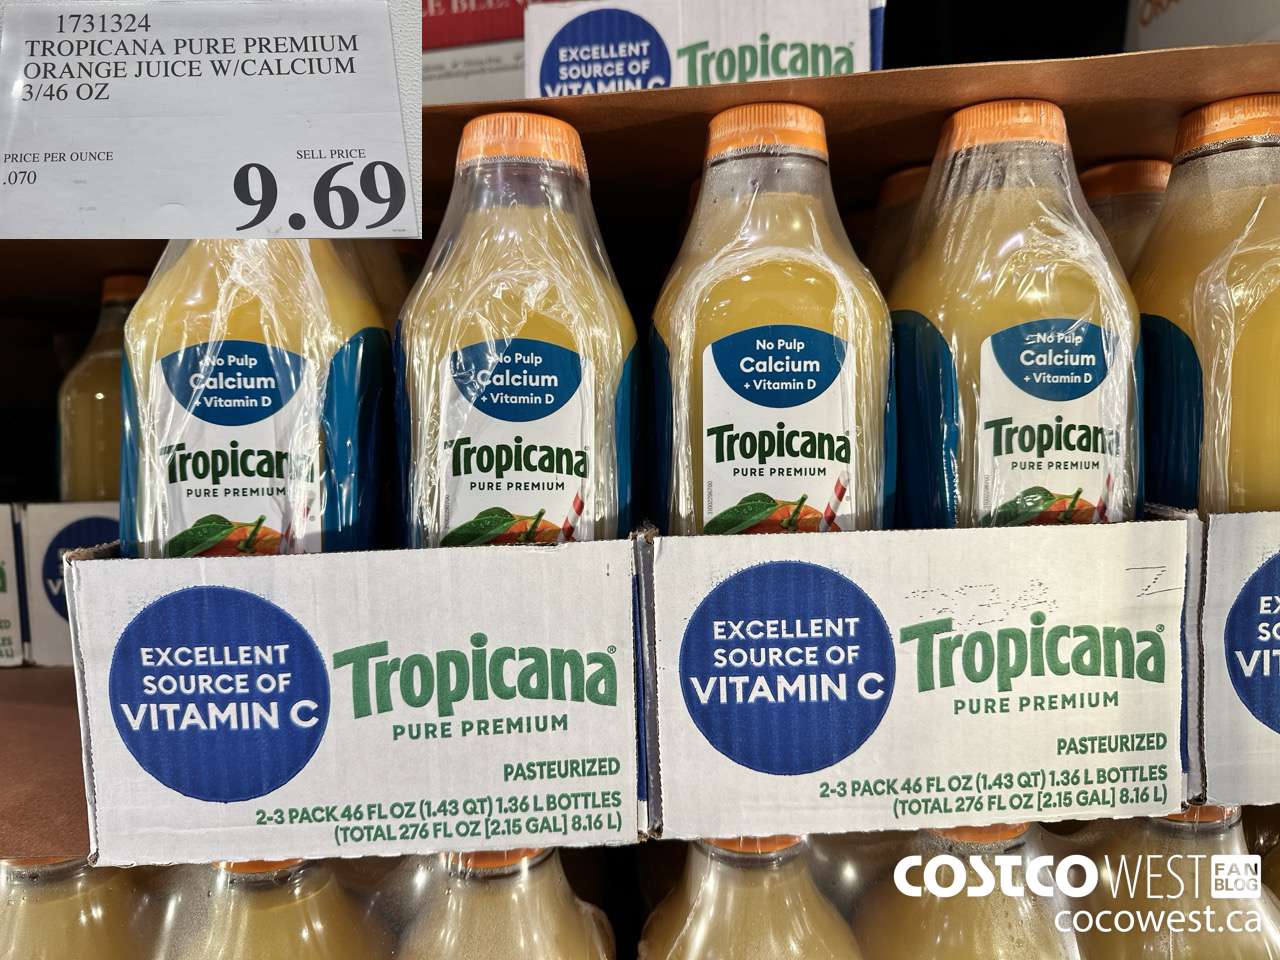 1731324
TROPICANA PURE PREMIUM
ORANGE JUICE W/CALCIUM
3/46 OZ
PRICE PER OUNCE
.070
SELL PRICE
9.69
EXCELLENT
SOURCE OF
VITAMIN C
Tropicana
No Pulp
Calcium
+ Vitamin D
Tropicana
PURE PREMIUM
No Pulp
Calcium
+ Vitamin D
Tropicana
PURE PREMIUM
No Pulp
Calcium
+ Vitamin D
Tropicana
PURE PREMIUM
No Pulp
Calcium
+ Vitamin D
Tropicana
PURE PREMIUM
EXCELLENT
SOURCE OF
VITAMIN C
Tropicana®
PURE PREMIUM
PASTEURIZED
2-3 PACK 46 FL OZ (1.43 QT) 1.36 L BOTTLES
(TOTAL 276 FL OZ [2.15 GAL] 8.16 L)
EXCELLENT
SOURCE OF
VITAMIN C
Tropicana®
PURE PREMIUM
PASTEURIZED
2-3 PACK 46 FL OZ (1.43 QT) 1.36 L BOTTLES
(TOTAL 276 FL OZ [2.15 GAL] 8.16 L)
COSTCO WEST FAN BLOG
cocowest.ca